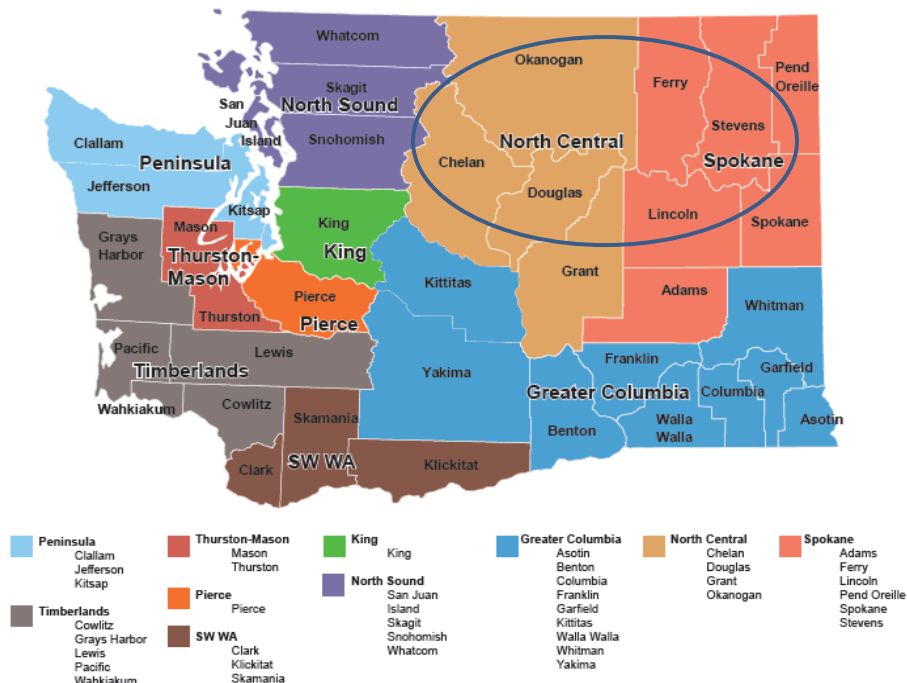 Whatcom
Okanogan
Pend
Oreille
Ferry
Skagit
North Sound
San
Juan
Island
Snohomish
Stevens
North Central
Clallam
Peninsula
Chelan
Spokane
Jefferson
Douglas
Kitsap
Lincoln
Mason
King
Spokane
Grays
Harbor
King
Thurston-
Mason
Grant
Kittitas
Adams
Pierce
Whitman
Thurston
Pierce
Pacific
Lewis
Franklin
Timberlands
Yakima
Garfield
Greater Columbia
Columbia
Wahkiakum
Cowlitz
Skamania
Walla
Walla
Asotin
Benton
Clark
SW WA
Klickitat
Peninsula
Clallam
Jefferson
Kitsap
Timberlands
Cowlitz
Grays Harbor
Lewis
Pacific
Wahkiakum
Thurston-Mason
Mason
Thurston
Pierce
Pierce
SW WA
Clark
Klickitat
Skamania
King
King
North Sound
San Juan
Island
Skagit
Snohomish
Whatcom
Greater Columbia
Asotin
Benton
Columbia
Franklin
Garfield
Kittitas
Walla Walla
Whitman
Yakima
North Central
Chelan
Douglas
Grant
Okanogan
Spokane
Adams
Ferry
Lincoln
Pend Oreille
Spokane
Stevens